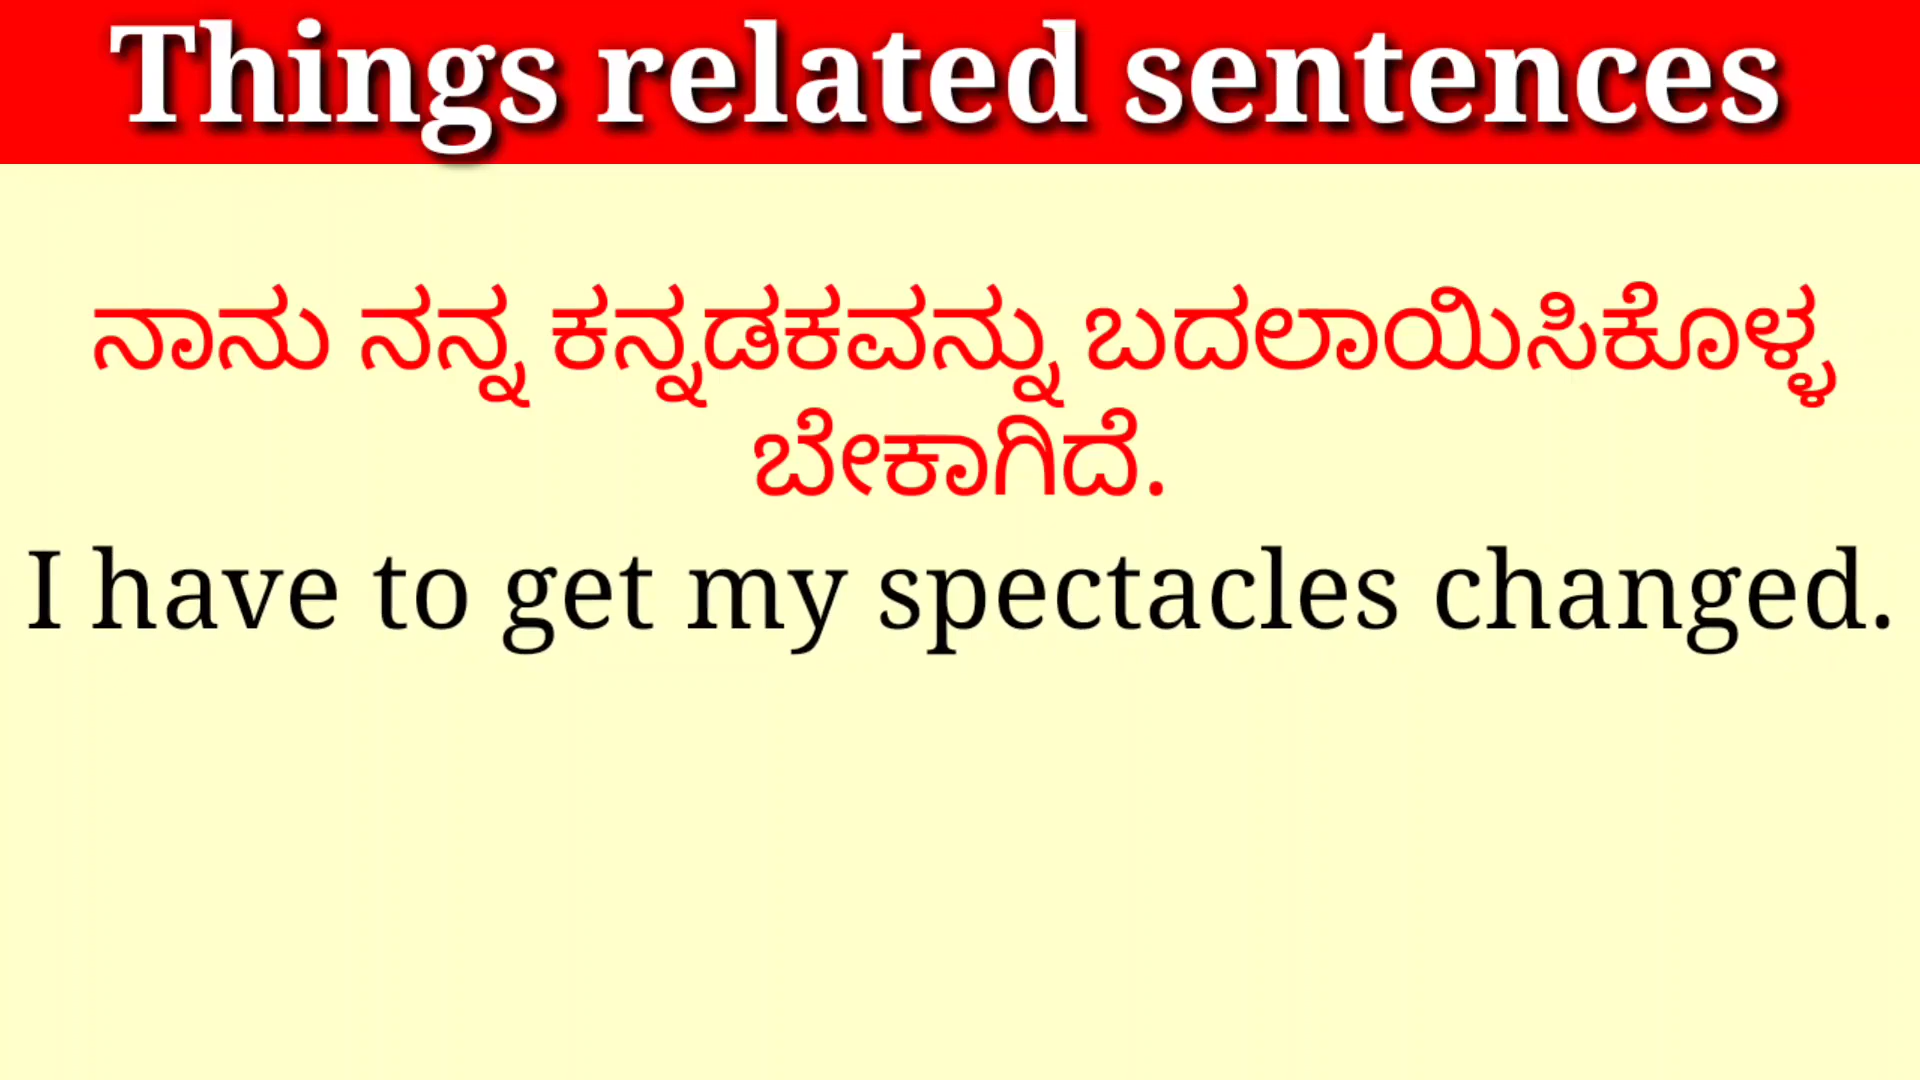 Things related sentences
ನಾನು ನನ್ನ ಕನ್ನಡಕವನ್ನು ಬದಲಾಯಿಸಿಕೊಳ್ಳ
ಬೇಕಾಗಿದೆ.
I have to get my spectacles changed.